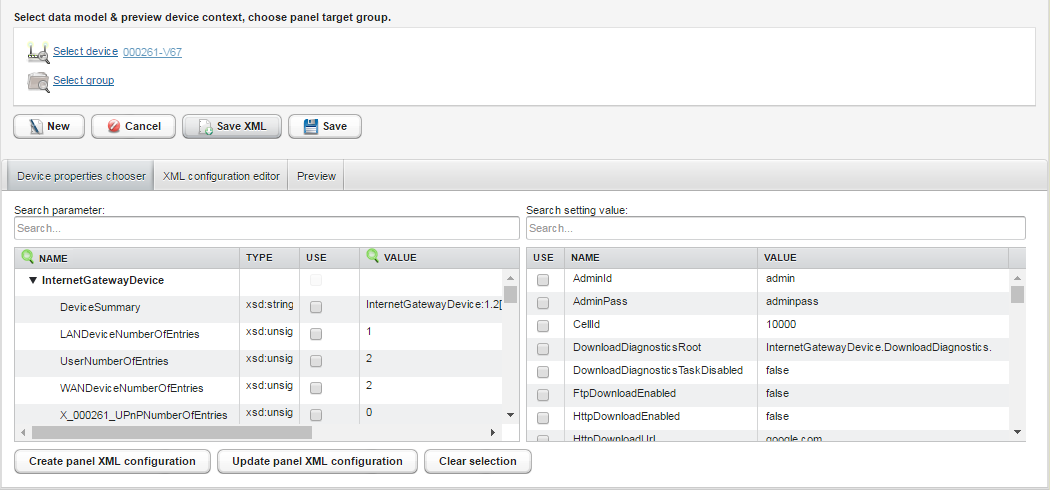 Select data model & preview device context, choose panel target group.
Select device 000261-V67
Select group
New Cancel Save XML Save
Device properties chooser XML configuration editor Preview
Search parameter: Search setting value:
Search... Search...
NAME TYPE USE VALUE USE NAME VALUE
InternetGatewayDevice AdminId admin
DeviceSummary xsd:string InternetGatewayDevice:1.2[ AdminPass adminpass
LANDeviceNumberOfEntries xsd:unsig 1 CellId 10000
UserNumberOfEntries xsd:unsig 2 DownloadDiagnosticsRoot InternetGatewayDevice.DownloadDiagnostics.
WANDeviceNumberOfEntries xsd:unsig 2 DownloadDiagnosticsTaskDisabled false
X_000261_UPnPNumberOfEntries xsd:unsig 0 FtpDownloadEnabled false
HttpDownloadEnabled false
HttpDownloadUrl google.com
Create panel XML configuration Update panel XML configuration Clear selection